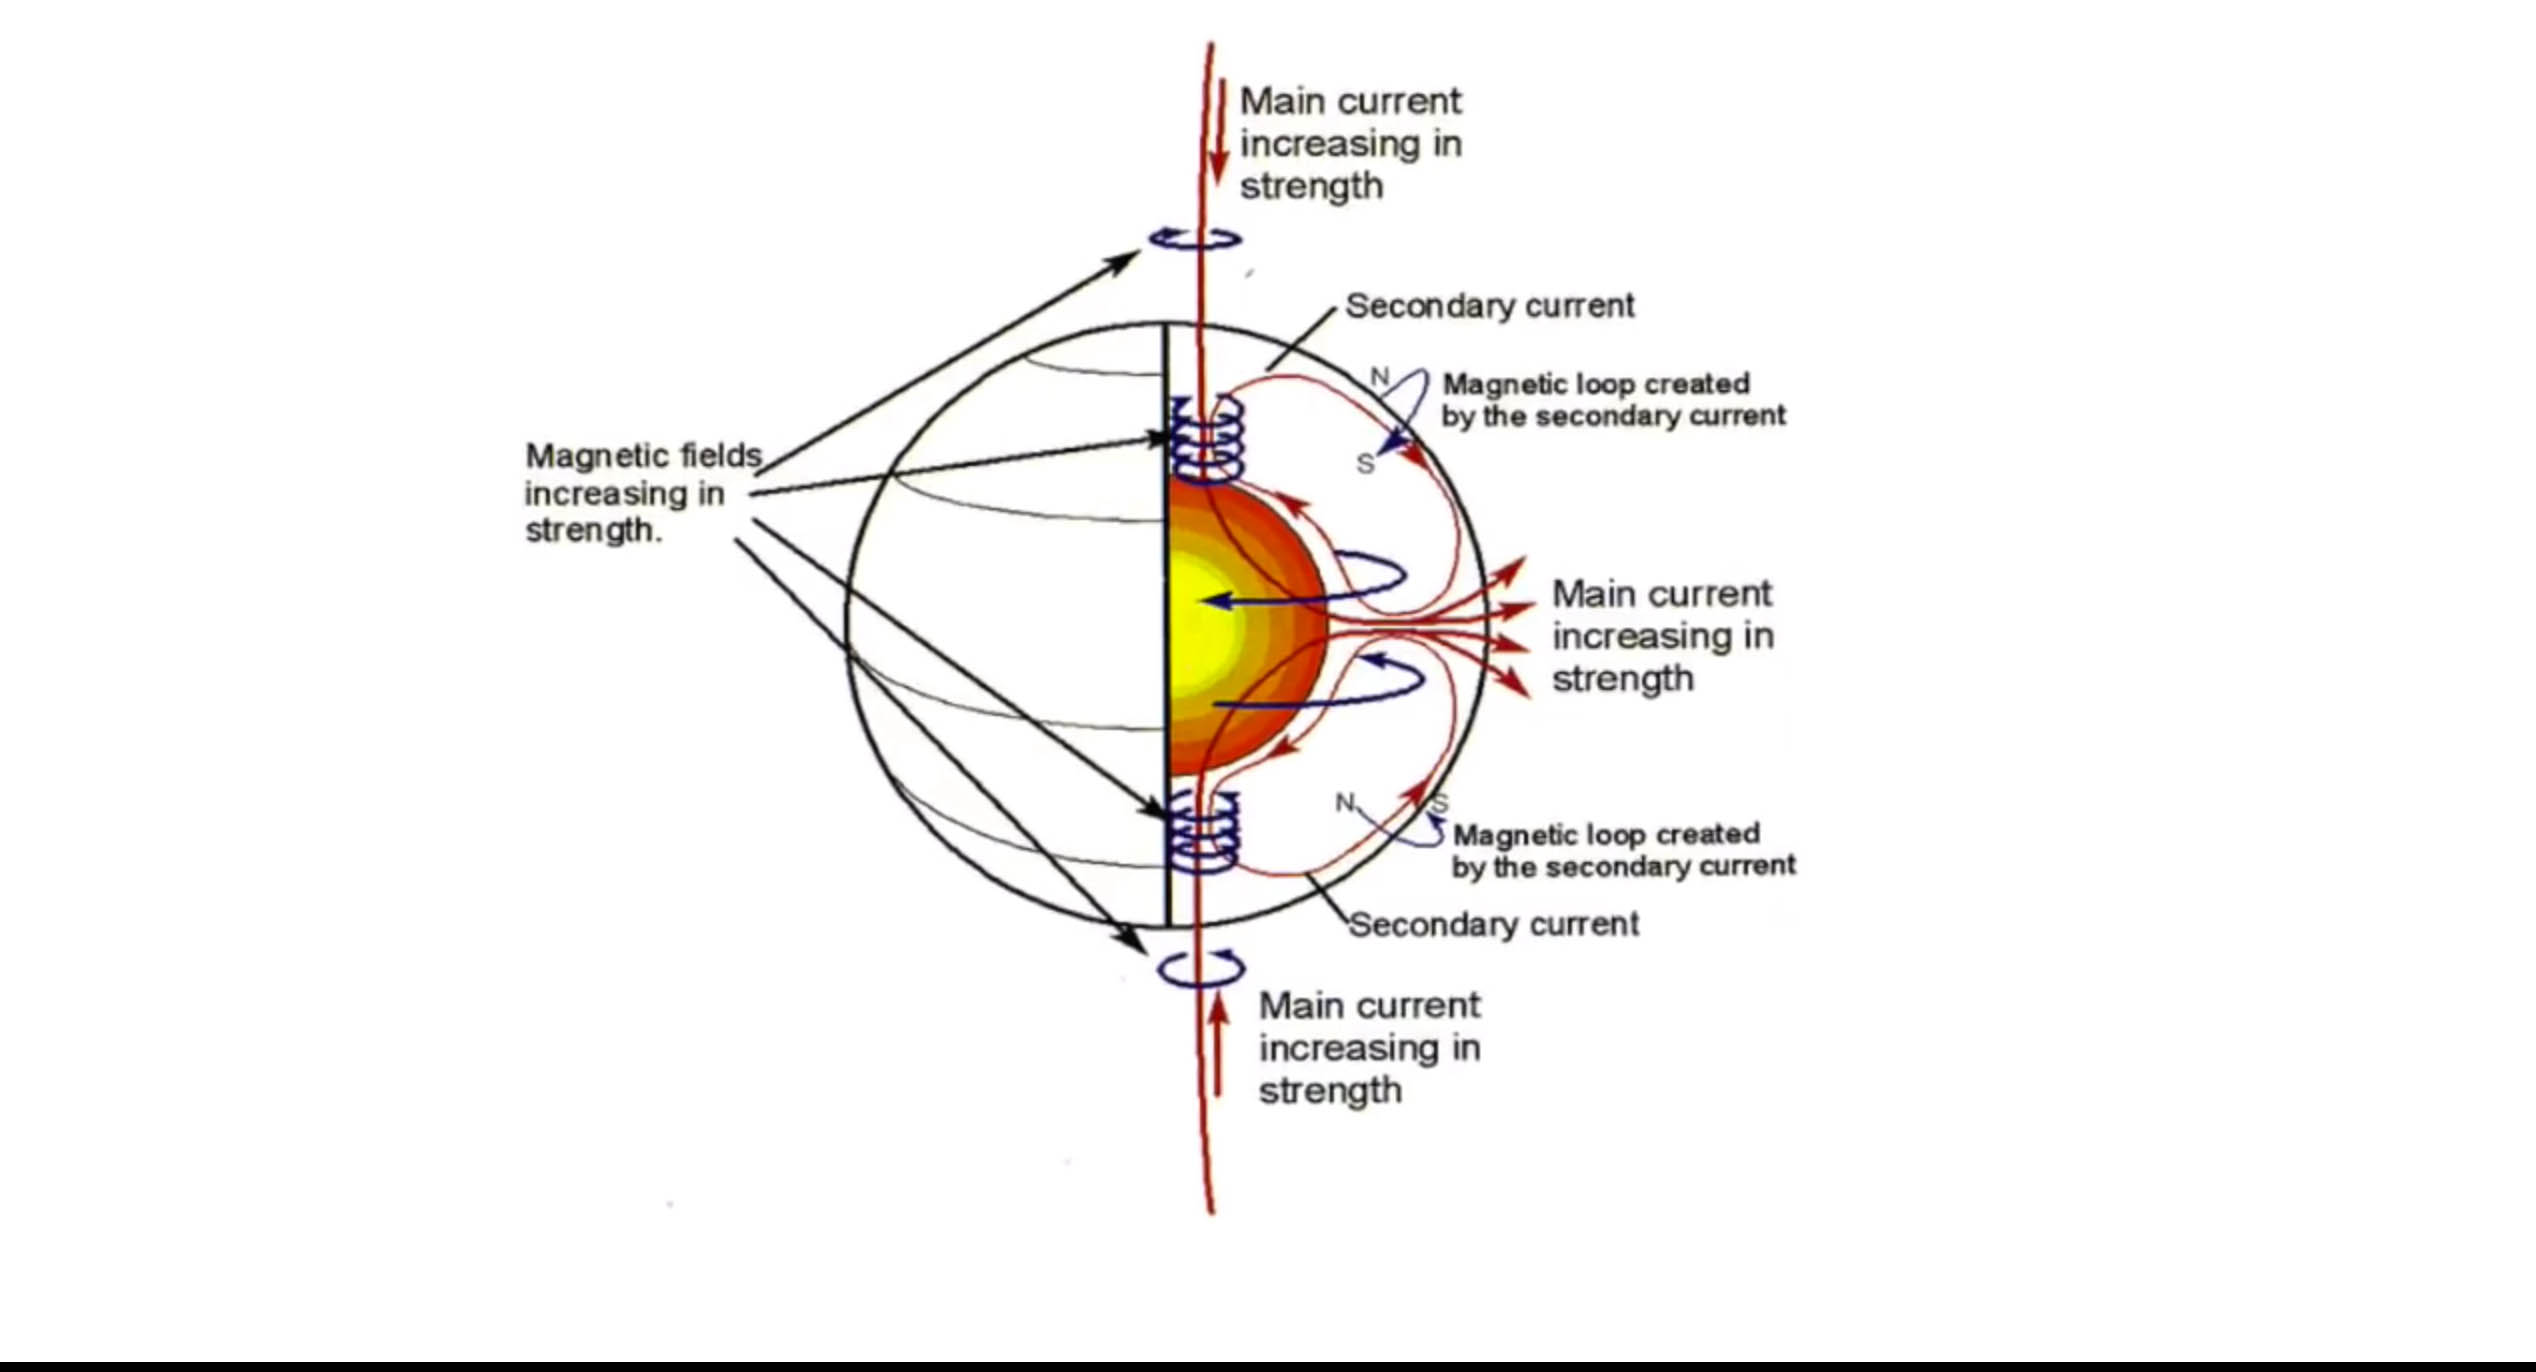 Main current
increasing in
strength
Secondary current
N
Magnetic loop created
by the secondary current
S
Magnetic fields
increasing in
strength.
Main current
increasing in
strength
N
S
Magnetic loop created
by the secondary current
Secondary current
Main current
increasing in
strength